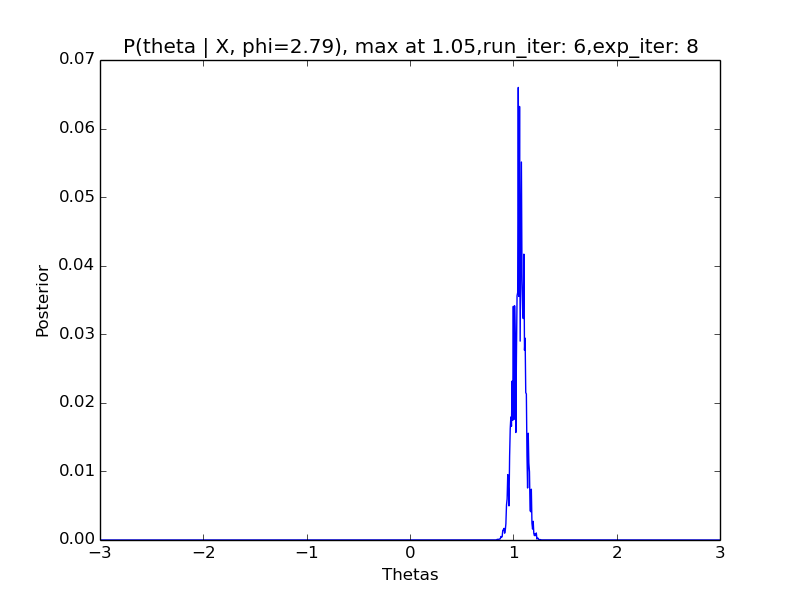 P(theta | X, phi=2.79), max at 1.05,run_iter: 6,exp_iter: 8
0.07
0.06
0.05
0.04
0.03
0.02
0.01
0.00
Posterior
−3 −2 −1 0 1 2 3
Thetas